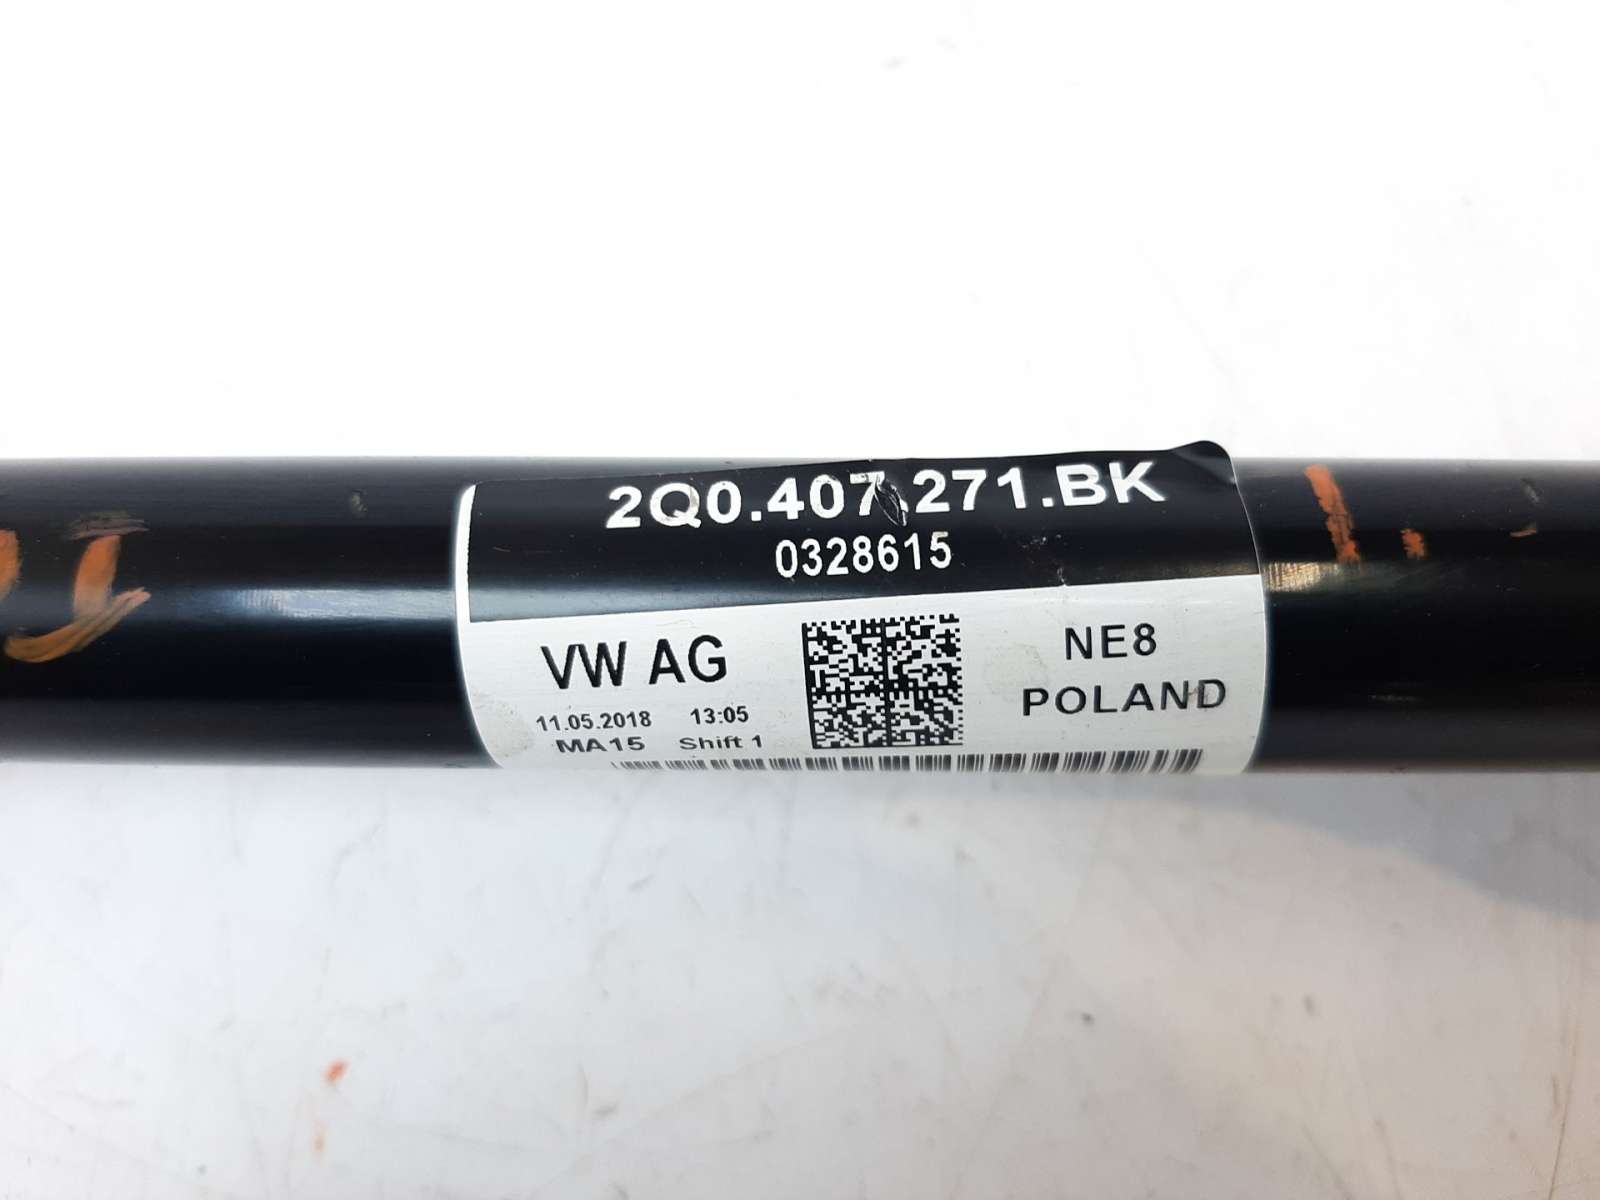 2Q0.407.271.BK
0328615
VW AG
NE8
POLAND
11.05.2018 13:05
MA15 Shift 1